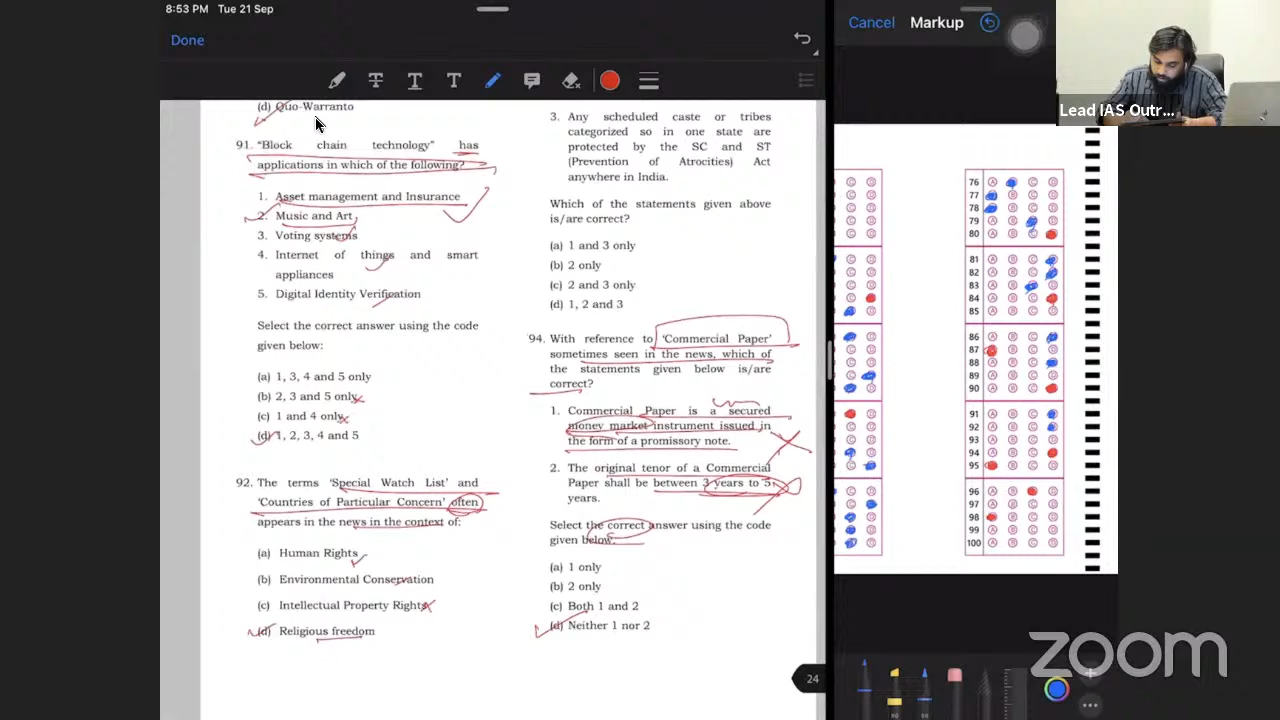 8:53 PM Tue 21 Sep
Done
Cancel
Markup
Lead IAS Outr...
(d) Quo-Warranto
91. “Block chain technology” has
applications in which of the following?
1. Asset management and Insurance
2. Music and Art
3. Voting systems
4. Internet of things and smart
appliances
5. Digital Identity Verification
Select the correct answer using the code
given below:
(a) 1, 3, 4 and 5 only
(b) 2, 3 and 5 only
(c) 1 and 4 only
(d) 1, 2, 3, 4 and 5
92. The terms ‘Special Watch List’ and
‘Countries of Particular Concern’ often
appears in the news in the context of:
(a) Human Rights
(b) Environmental Conservation
(c) Intellectual Property Rights
(d) Religious freedom
3. Any scheduled caste or tribes
categorized so in one state are
protected by the SC and ST
(Prevention of Atrocities) Act
anywhere in India.
Which of the statements given above
is/are correct?
(a) 1 and 3 only
(b) 2 only
(c) 2 and 3 only
(d) 1, 2 and 3
94. With reference to ‘Commercial Paper’
sometimes seen in the news, which of
the statements given below is/are
correct?
1. Commercial Paper is a secured
money market instrument issued in
the form of a promissory note.
2. The original tenor of a Commercial
Paper shall be between 3 years to 5
years.
Select the correct answer using the code
given below.
(a) 1 only
(b) 2 only
(c) Both 1 and 2
(d) Neither 1 nor 2
24
76
77
78
79
80
81
82
83
84
85
86
87
88
89
90
91
92
93
94
95
96
97
98
99
100
zoom